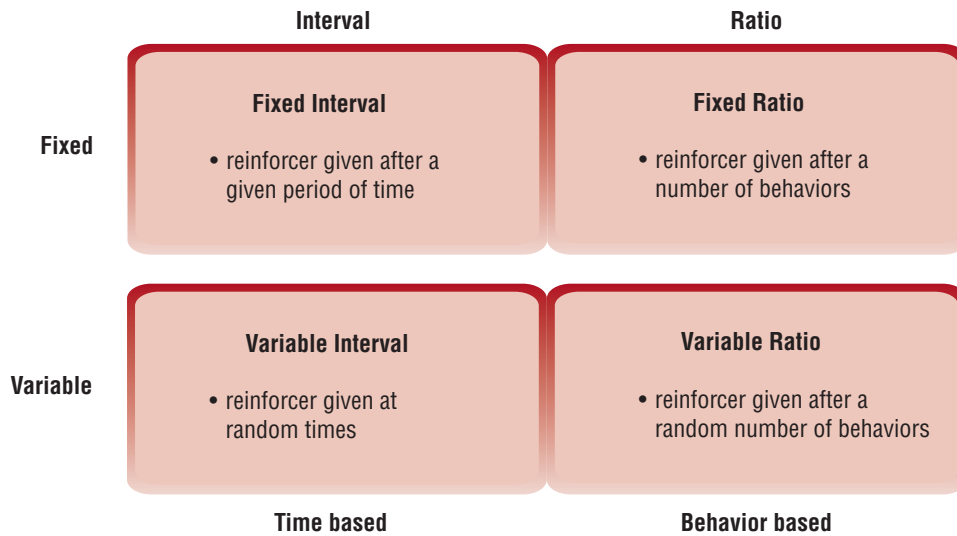 Interval
Ratio
Fixed
Fixed Interval
• reinforcer given after a
given period of time
Fixed Ratio
• reinforcer given after a
number of behaviors
Variable
Variable Interval
• reinforcer given at
random times
Variable Ratio
• reinforcer given after a
random number of behaviors
Time based
Behavior based